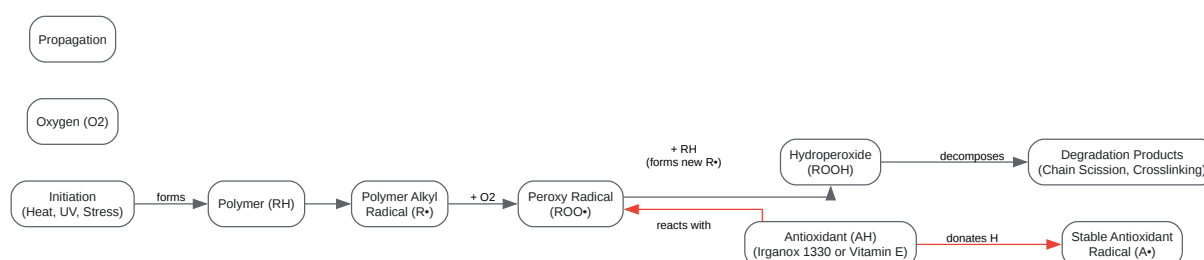 Propagation
Oxygen (O2)
Initiation
(Heat, UV, Stress)
forms
Polymer (RH)
Polymer Alkyl
Radical (R•)
+ O2
Peroxy Radical
(ROO•)
+ RH
(forms new R•)
Hydroperoxide
(ROOH)
decomposes
Degradation Products
(Chain Scission, Crosslinking)
reacts with
Antioxidant (AH)
(Irganox 1330 or Vitamin E)
donates H
Stable Antioxidant
Radical (A•)